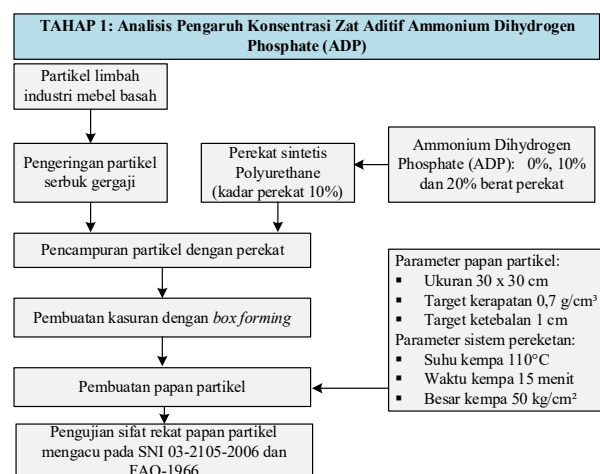 TAHAP 1: Analisis Pengaruh Konsentrasi Zat Aditif Ammonium Dihydrogen
Phosphate (ADP)
Partikel limbah
industri mebel basah
Pengeringan partikel
serbuk gergaji
Perekat sintetis
Polyurethane
(kadar perekat 10%)
Ammonium Dihydrogen
Phosphate (ADP): 0%, 10%
dan 20% berat perekat
Pencampuran partikel dengan perekat
Pembuatan kasuran dengan box forming
Pembuatan papan partikel
Parameter papan partikel:
▪ Ukuran 30 x 30 cm
▪ Target kerapatan 0,7 g/cm³
▪ Target ketebalan 1 cm
Parameter sistem pereketan:
▪ Suhu kempa 110°C
▪ Waktu kempa 15 menit
▪ Besar kempa 50 kg/cm²
Pengujian sifat rekat papan partikel
mengacu pada SNI 03-2105-2006 dan
FAO-1966